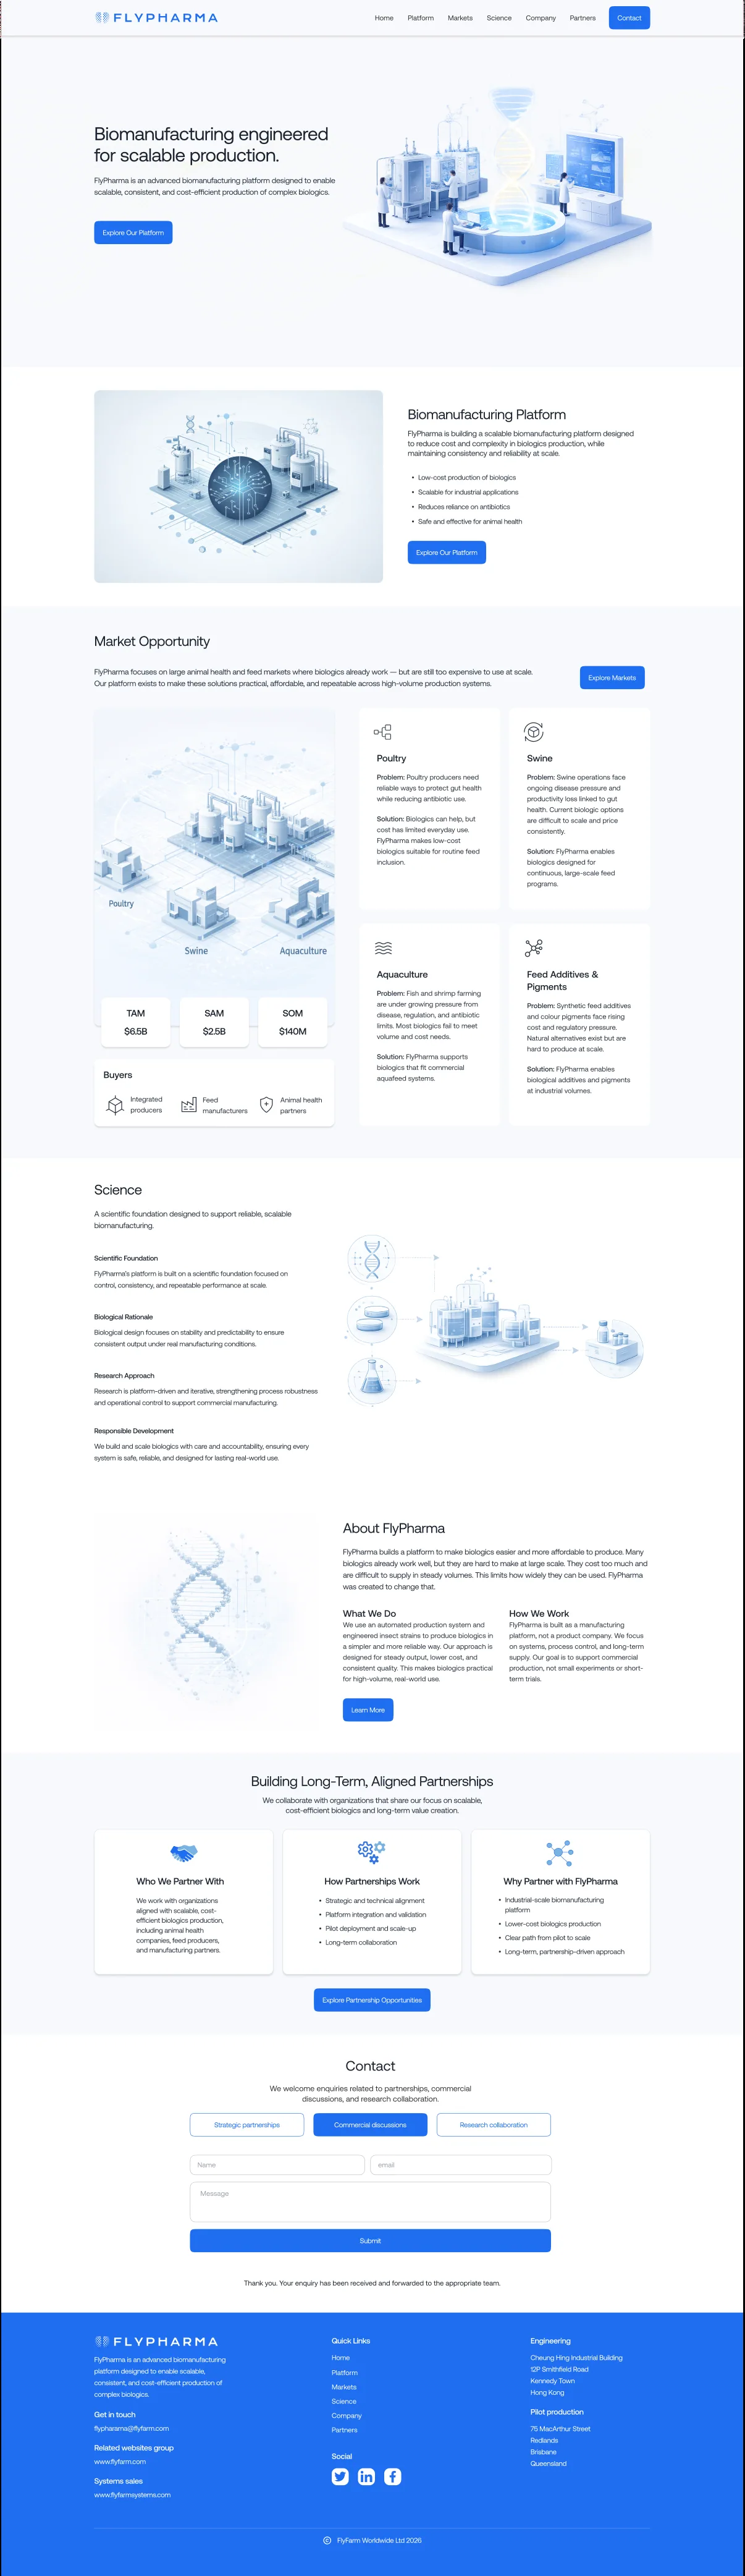 FLYPHARMA
Home Platform Markets Science Company Partners Contact
Biomanufacturing engineered
for scalable production.
FlyPharma is an advanced biomanufacturing platform designed to enable
scalable, consistent, and cost-efficient production of complex biologics.
Explore Our Platform
Biomanufacturing Platform
FlyPharma is building a scalable biomanufacturing platform designed
to reduce cost and complexity in biologics production, while
maintaining consistency and reliability at scale.
• Low-cost production of biologics
• Scalable for industrial applications
• Reduces reliance on antibiotics
• Safe and effective for animal health
Explore Our Platform
Market Opportunity
FlyPharma focuses on large animal health and feed markets where biologics already work — but are still too expensive to use at scale.
Our platform exists to make these solutions practical, affordable, and repeatable across high-volume production systems.
Explore Markets
Poultry
Swine
Aquaculture
TAM
$6.5B
SAM
$2.5B
SOM
$140M
Buyers
Integrated
producers
Feed
manufacturers
Animal health
partners
Poultry
Problem: Poultry producers need
reliable ways to protect gut health
while reducing antibiotic use.
Solution: Biologics can help, but
cost has limited everyday use.
FlyPharma makes low-cost
biologics suitable for routine feed
inclusion.
Swine
Problem: Swine operations face
ongoing disease pressure and
productivity loss linked to gut
health. Current biologic options
are difficult to scale and price
consistently.
Solution: FlyPharma enables
biologics designed for
continuous, large-scale feed
programs.
Aquaculture
Problem: Fish and shrimp farming
are under growing pressure from
disease, regulation, and antibiotic
limits. Most biologics fail to meet
volume and cost needs.
Solution: FlyPharma supports
biologics that fit commercial
aquafeed systems.
Feed Additives &
Pigments
Problem: Synthetic feed additives
and colour pigments face rising
cost and regulatory pressure.
Natural alternatives exist but are
hard to produce at scale.
Solution: FlyPharma enables
biological additives and pigments
at industrial volumes.
Science
A scientific foundation designed to support reliable, scalable
biomanufacturing.
Scientific Foundation
FlyPharma's platform is built on a scientific foundation focused on
control, consistency, and repeatable performance at scale.
Biological Rationale
Biological design focuses on stability and predictability to ensure
consistent output under real manufacturing conditions.
Research Approach
Research is platform-driven and iterative, strengthening process robustness
and operational control to support commercial manufacturing.
Responsible Development
We build and scale biologics with care and accountability, ensuring every
system is safe, reliable, and designed for lasting real-world use.
About FlyPharma
FlyPharma builds a platform to make biologics easier and more affordable to produce. Many
biologics already work well, but they are hard to make at large scale. They cost too much and
are difficult to supply in steady volumes. This limits how widely they can be used. FlyPharma
was created to change that.
What We Do
We use an automated production system and
engineered insect strains to produce biologics in
a simpler and more reliable way. Our approach is
designed for steady output, lower cost, and
consistent quality. This makes biologics practical
for high-volume, real-world use.
How We Work
FlyPharma is built as a manufacturing
platform, not a product company. We focus
on systems, process control, and long-term
supply. Our goal is to support commercial
production, not small experiments or short-
term trials.
Learn More
Building Long-Term, Aligned Partnerships
We collaborate with organizations that share our focus on scalable,
cost-efficient biologics and long-term value creation.
Who We Partner With
We work with organizations
aligned with scalable, cost-
efficient biologics production,
including animal health
companies, feed producers,
and manufacturing partners.
How Partnerships Work
• Strategic and technical alignment
• Platform integration and validation
• Pilot deployment and scale-up
• Long-term collaboration
Why Partner with FlyPharma
• Industrial-scale biomanufacturing
platform
• Lower-cost biologics production
• Clear path from pilot to scale
• Long-term, partnership-driven approach
Explore Partnership Opportunities
Contact
We welcome enquiries related to partnerships, commercial
discussions, and research collaboration.
Strategic partnerships Commercial discussions Research collaboration
Name email
Message
Submit
Thank you. Your enquiry has been received and forwarded to the appropriate team.
FLYPHARMA
FlyPharma is an advanced biomanufacturing
platform designed to enable scalable,
consistent, and cost-efficient production of
complex biologics.
Get in touch
flypharama@flyfarm.com
Related websites group
www.flyfarm.com
Systems sales
www.flyfarmsystems.com
Quick Links
Home
Platform
Markets
Science
Company
Partners
Social
Engineering
Cheung Hing Industrial Building
12P Smithfield Road
Kennedy Town
Hong Kong
Pilot production
75 MacArthur Street
Redlands
Brisbane
Queensland
© FlyFarm Worldwide Ltd 2026